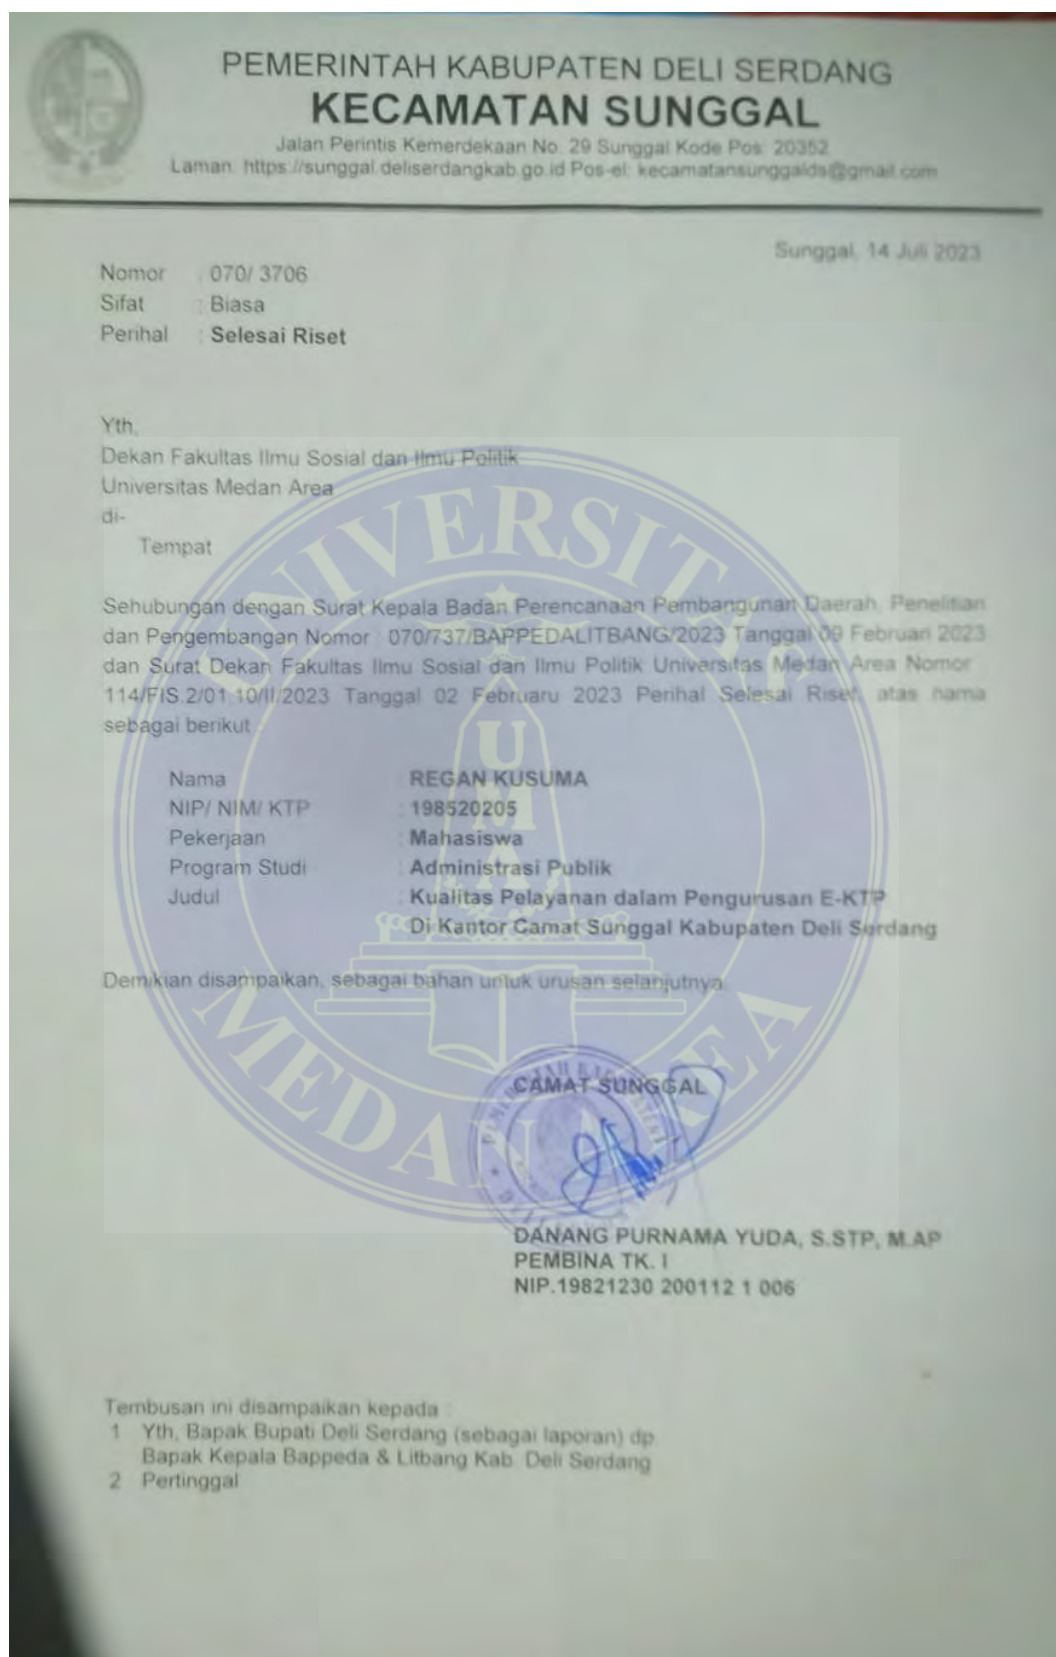 PEMERINTAH KABUPATEN DELI SERDANG
KECAMATAN SUNGGAL
Jalan Perintis Kemerdekaan No. 29 Sunggal Kode Pos: 20352
Laman: https://sunggal.deliserdangkab.go.id Pos-el: kecamatansunggalds@gmail.com
Sunggal, 14 Juli 2023
Nomor : 070/ 3706
Sifat : Biasa
Perihal : Selesai Riset
Yth,
Dekan Fakultas Ilmu Sosial dan Ilmu Politik
Universitas Medan Area
di-
Tempat
Sehubungan dengan Surat Kepala Badan Perencanaan Pembangunan Daerah, Penelitian
dan Pengembangan Nomor : 070/737/BAPPEDALITBANG/2023 Tanggal 09 Februari 2023
dan Surat Dekan Fakultas Ilmu Sosial dan Ilmu Politik Universitas Medan Area Nomor :
114/FIS.2/01.10/II/2023 Tanggal 02 Februaru 2023 Perihal Selesai Riset, atas nama
sebagai berikut :
Nama : REGAN KUSUMA
NIP/ NIM/ KTP : 198520205
Pekerjaan : Mahasiswa
Program Studi : Administrasi Publik
Judul : Kualitas Pelayanan dalam Pengurusan E-KTP
Di Kantor Camat Sunggal Kabupaten Deli Serdang
Demikian disampaikan, sebagai bahan untuk urusan selanjutnya.
CAMAT SUNGGAL
DANANG PURNAMA YUDA, S.STP, M.AP
PEMBINA TK. I
NIP.19821230 200112 1 006
Tembusan ini disampaikan kepada :
1 Yth, Bapak Bupati Deli Serdang (sebagai laporan) dp.
Bapak Kepala Bappeda & Litbang Kab. Deli Serdang
2 Pertinggal
UNIVERSITAS
MEDAN AREA
UMA